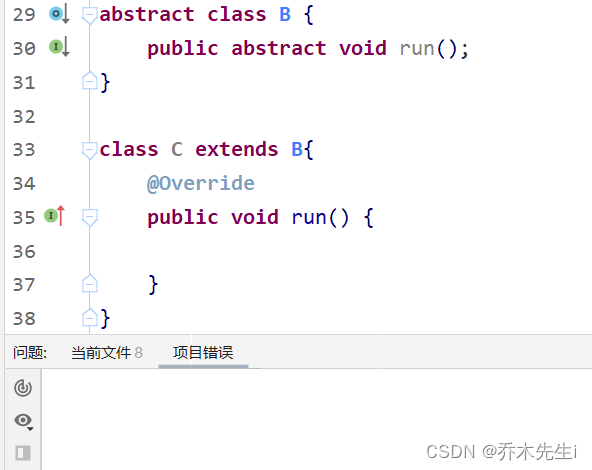 29 abstract class B {
30     public abstract void run();
31 }
32
33 class C extends B{
34     @Override
35     public void run() {
36
37     }
38 }
问题: 当前文件 8 项目错误
CSDN @乔木先生i